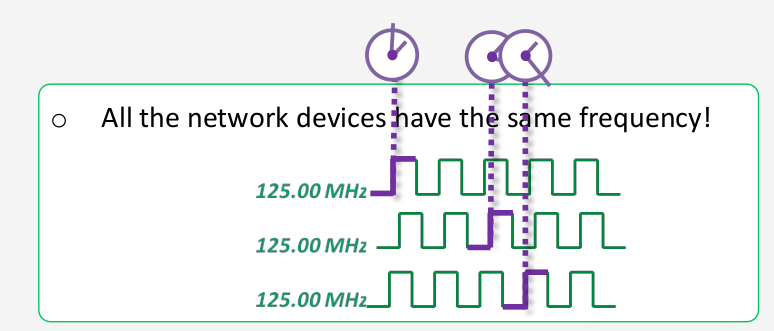 o All the network devices have the same frequency!
125.00 MHz
125.00 MHz
125.00 MHz